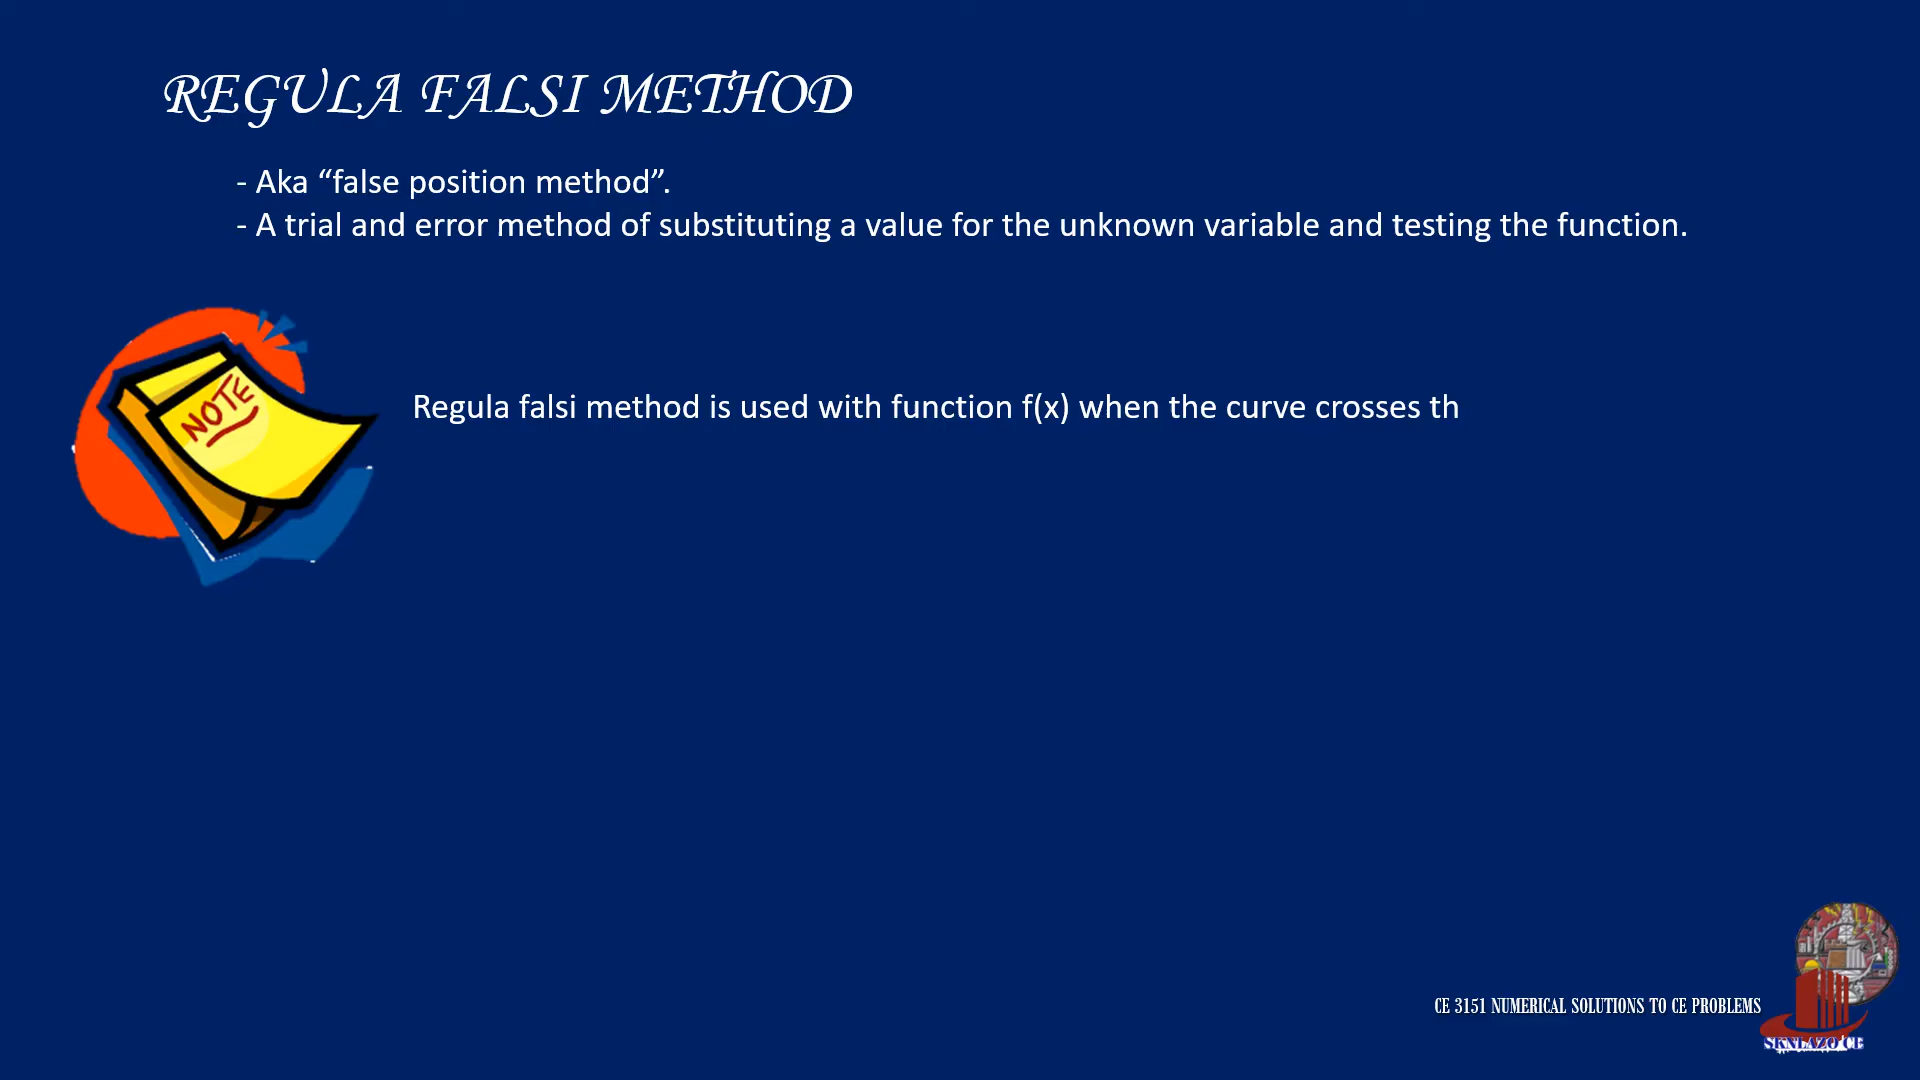 REGULA FALSI METHOD
- Aka “false position method”.
- A trial and error method of substituting a value for the unknown variable and testing the function.
NOTE
Regula falsi method is used with function f(x) when the curve crosses th
CE 3151 NUMERICAL SOLUTIONS TO CE PROBLEMS
SKNLAZO CE